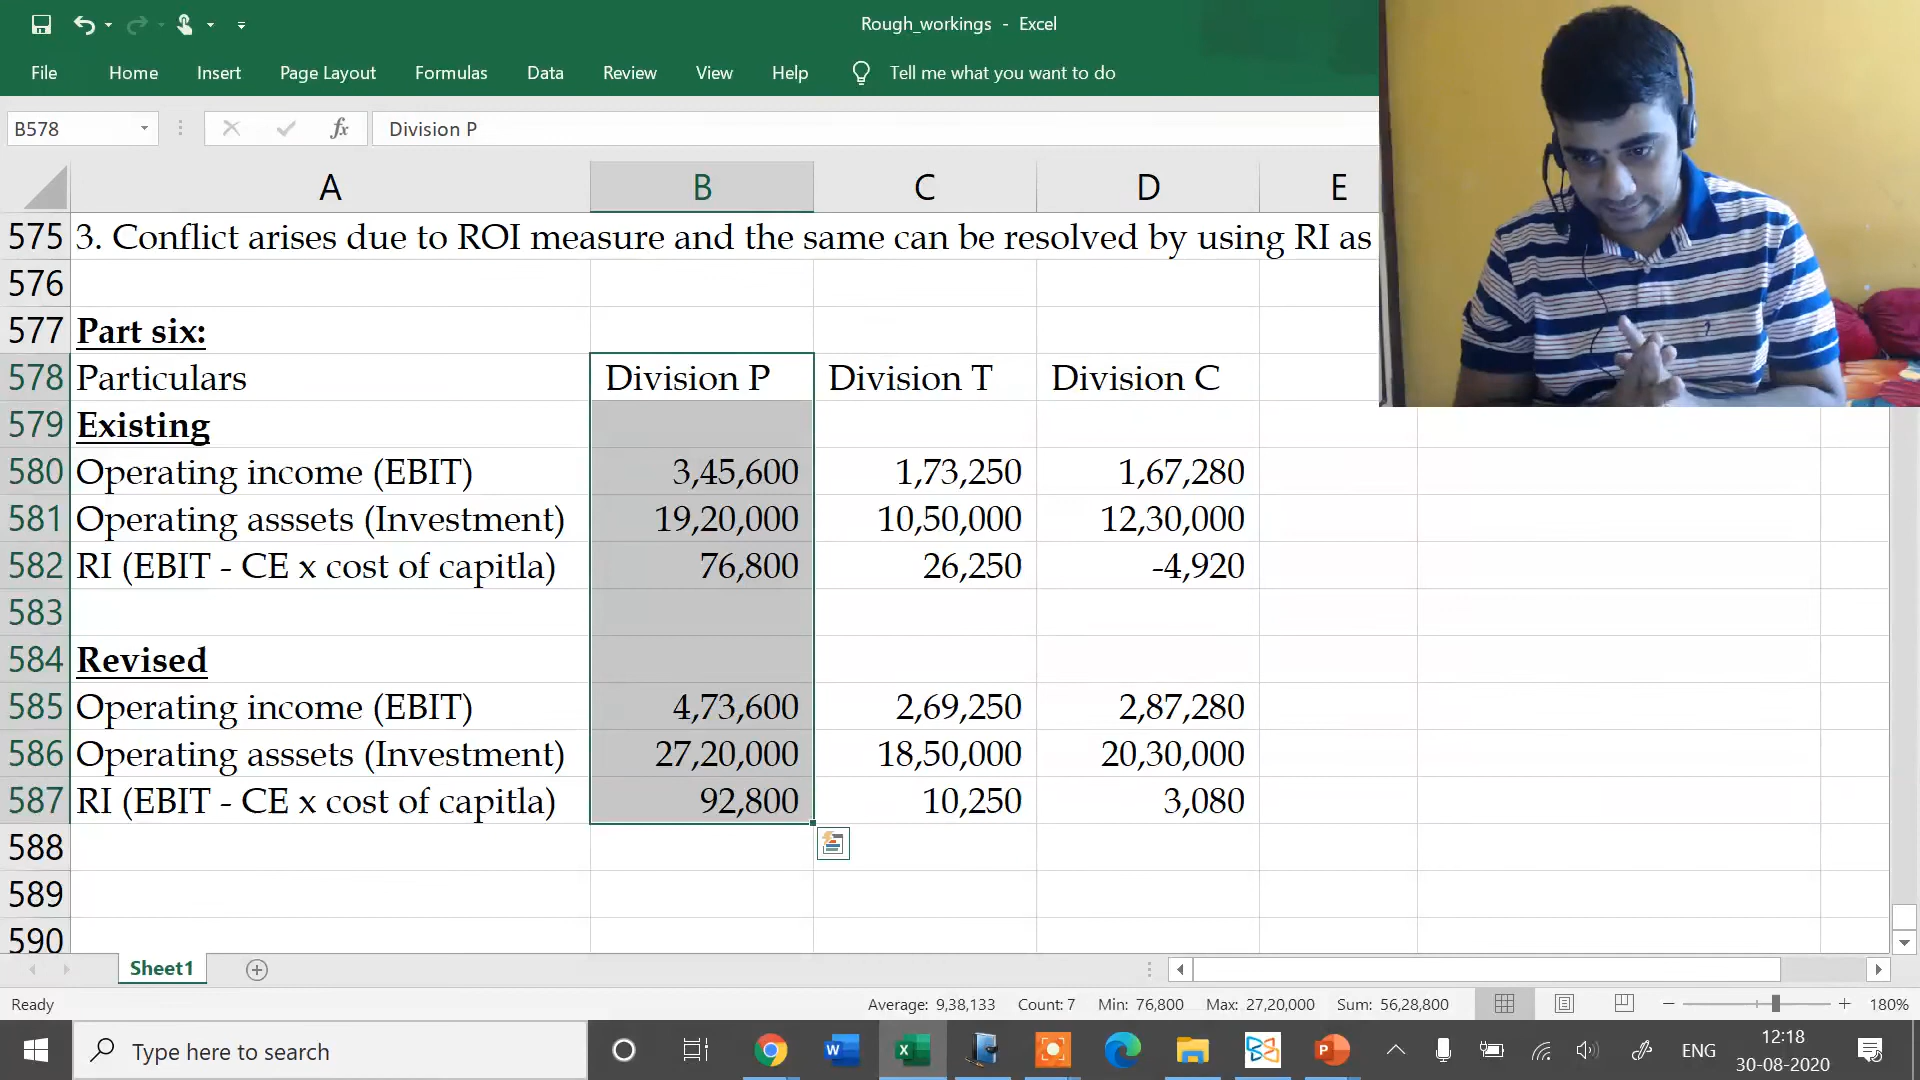 Rough_workings - Excel
File Home Insert Page Layout Formulas Data Review View Help Tell me what you want to do
B578 fx Division P
A B C D E
575 3. Conflict arises due to ROI measure and the same can be resolved by using RI as
576
577 Part six:
578 Particulars Division P Division T Division C
579 Existing
580 Operating income (EBIT) 3,45,600 1,73,250 1,67,280
581 Operating asssets (Investment) 19,20,000 10,50,000 12,30,000
582 RI (EBIT - CE x cost of capitla) 76,800 26,250 -4,920
583
584 Revised
585 Operating income (EBIT) 4,73,600 2,69,250 2,87,280
586 Operating asssets (Investment) 27,20,000 18,50,000 20,30,000
587 RI (EBIT - CE x cost of capitla) 92,800 10,250 3,080
588
589
590
Sheet1
Ready Average: 9,38,133 Count: 7 Min: 76,800 Max: 27,20,000 Sum: 56,28,800 180%
Type here to search ENG 12:18
30-08-2020